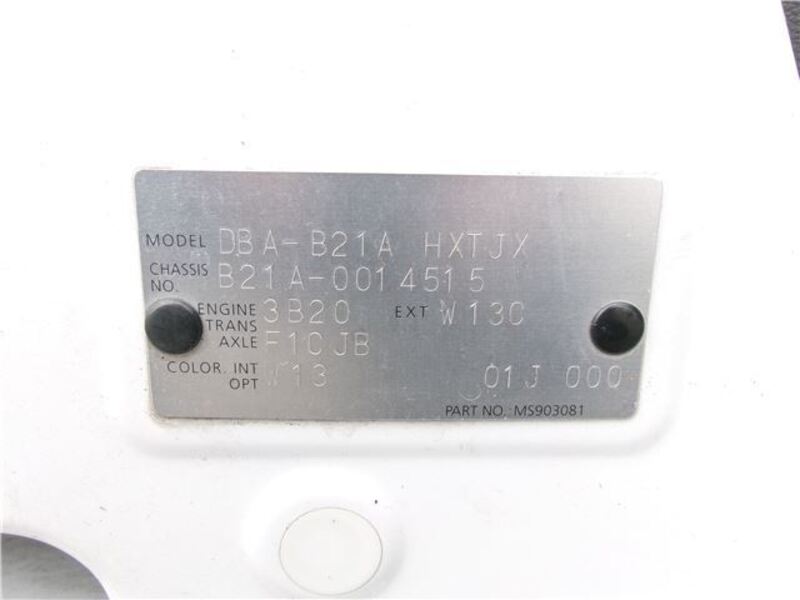 MODEL DBA-B21A HXTJX
CHASSIS NO. B21A-0014515
ENGINE 3B20 EXT W13C
TRANS AXLE F1CJB
COLOR. INT OPT 13 01J 000
PART NO. MS903081